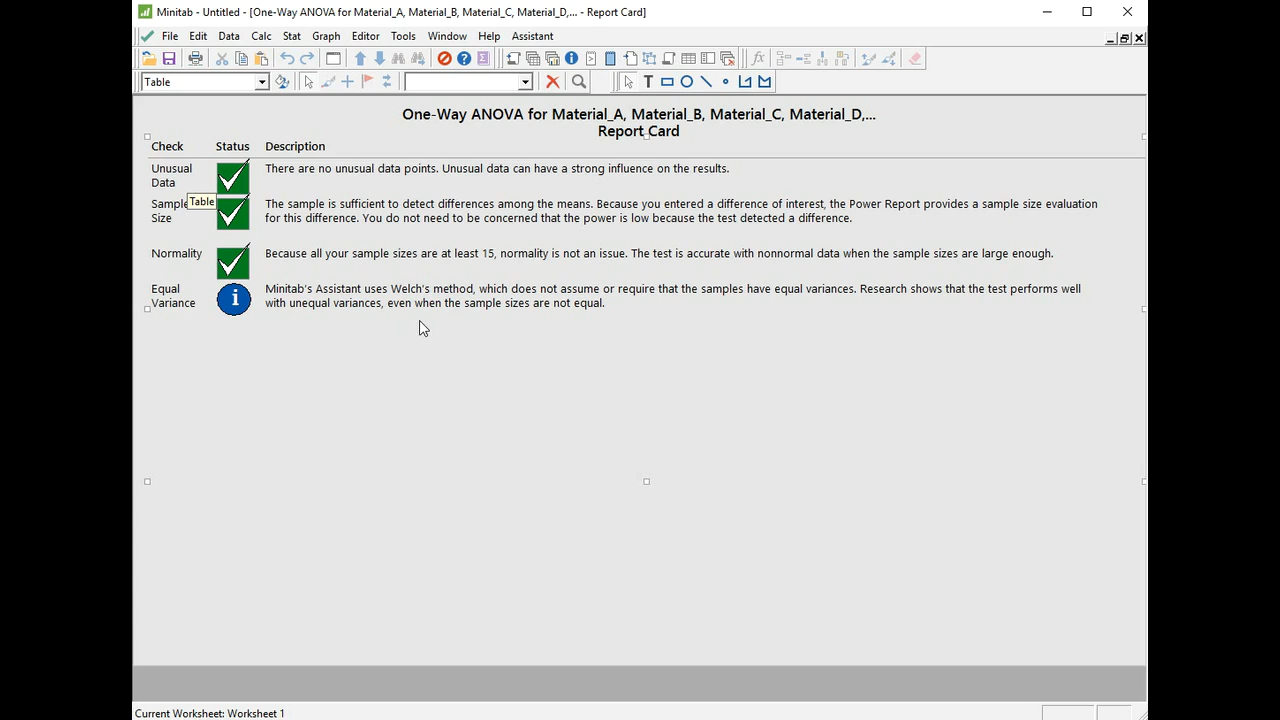 Minitab - Untitled - [One-Way ANOVA for Material_A, Material_B, Material_C, Material_D,... - Report Card]
File Edit Data Calc Stat Graph Editor Tools Window Help Assistant
Table
One-Way ANOVA for Material_A, Material_B, Material_C, Material_D,...
Report Card
Check Status Description
Unusual
Data
There are no unusual data points. Unusual data can have a strong influence on the results.
Table
Sample
Size
The sample is sufficient to detect differences among the means. Because you entered a difference of interest, the Power Report provides a sample size evaluation
for this difference. You do not need to be concerned that the power is low because the test detected a difference.
Normality
Because all your sample sizes are at least 15, normality is not an issue. The test is accurate with nonnormal data when the sample sizes are large enough.
Equal
Variance
Minitab's Assistant uses Welch's method, which does not assume or require that the samples have equal variances. Research shows that the test performs well
with unequal variances, even when the sample sizes are not equal.
Current Worksheet: Worksheet 1